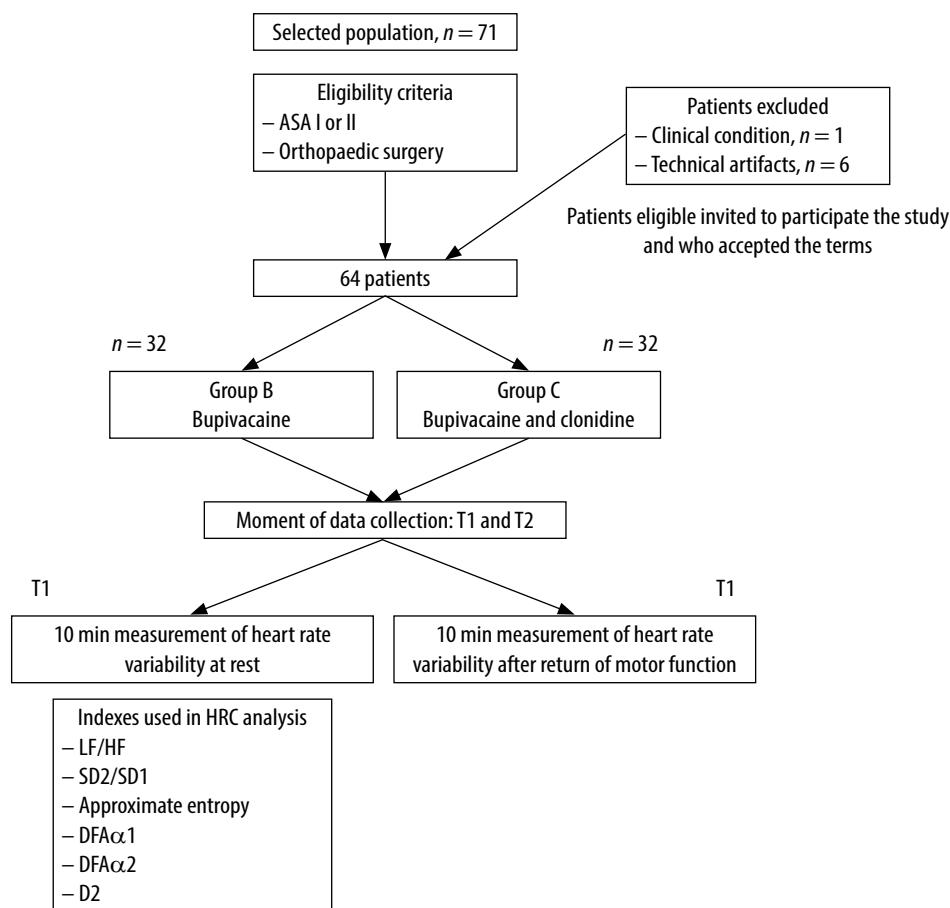 Selected population, n = 71
Eligibility criteria
– ASA I or II
– Orthopaedic surgery
Patients excluded
– Clinical condition, n = 1
– Technical artifacts, n = 6
Patients eligible invited to participate the study
and who accepted the terms
64 patients
n = 32
n = 32
Group B
Bupivacaine
Group C
Bupivacaine and clonidine
Moment of data collection: T1 and T2
T1
T1
10 min measurement of heart rate
variability at rest
10 min measurement of heart rate
variability after return of motor function
Indexes used in HRC analysis
– LF/HF
– SD2/SD1
– Approximate entropy
– DFAα1
– DFAα2
– D2